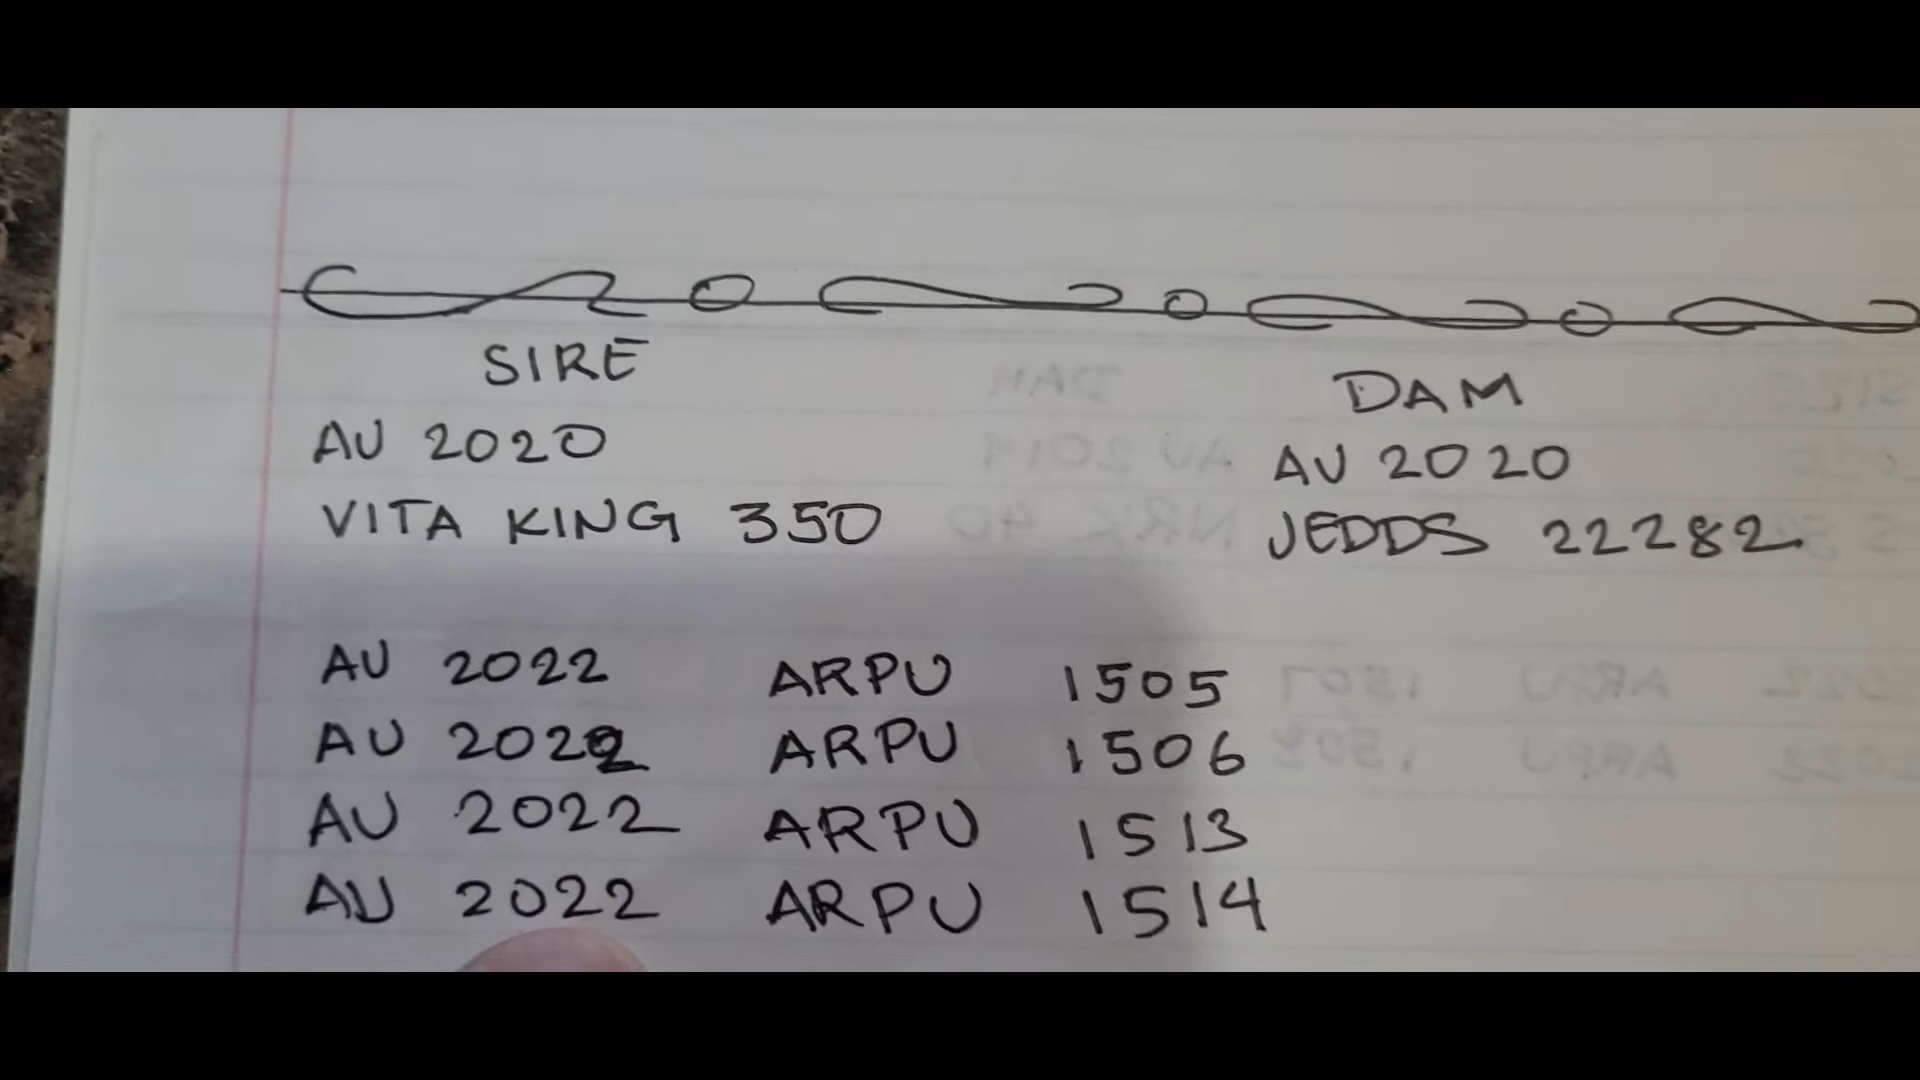 SIRE DAM
AU 2020 AU 2020
VITA KING 350 JEDDS 22282
AU 2022 ARPU 1505
AU 2022 ARPU 1506
AU 2022 ARPU 1513
AU 2022 ARPU 1514